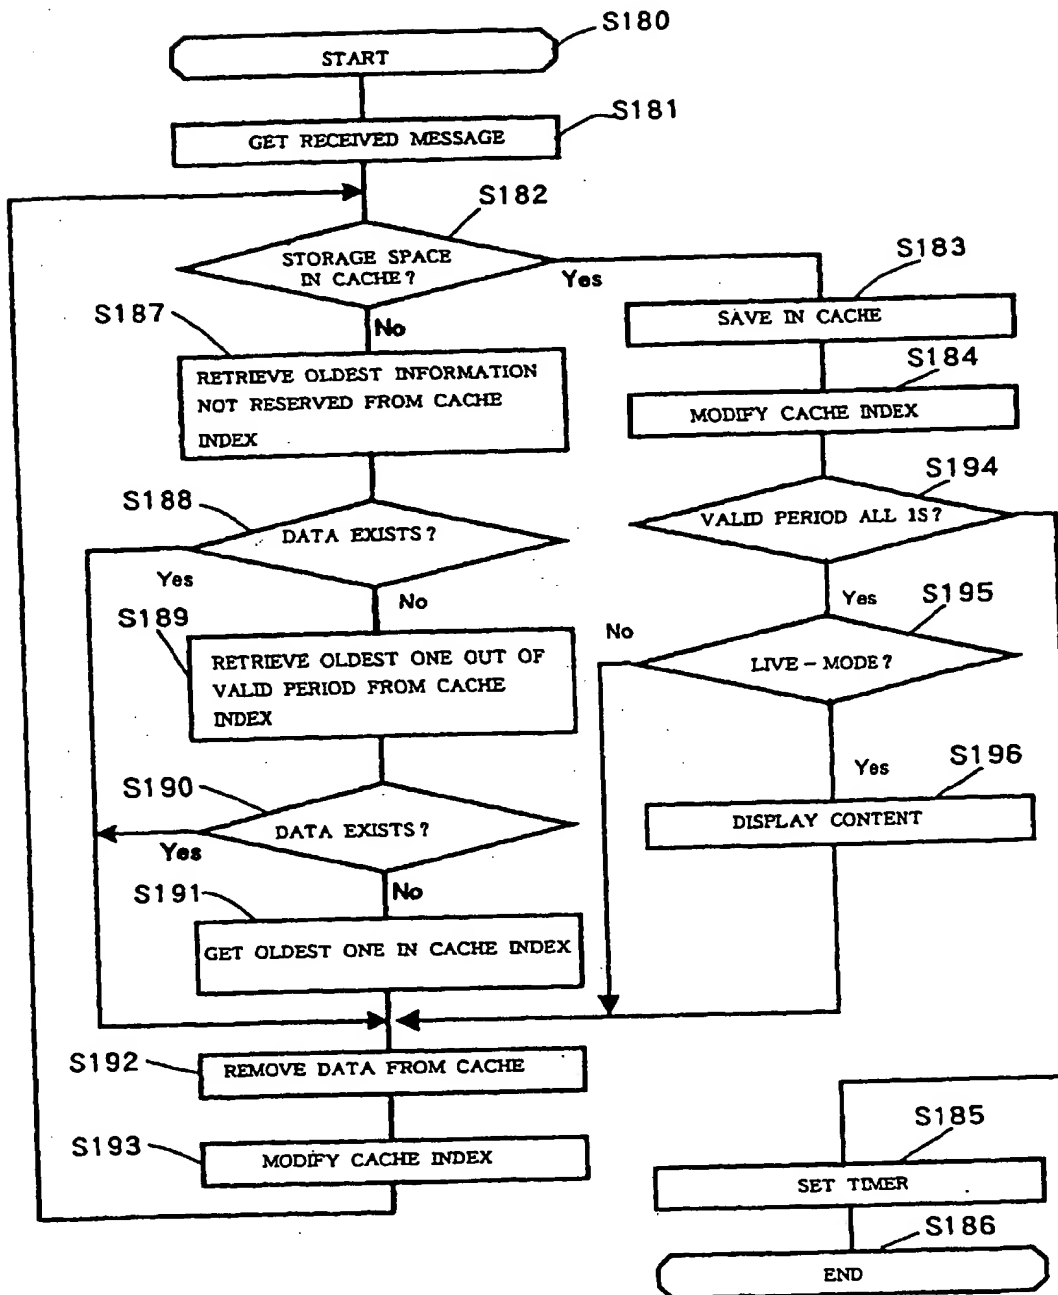 S180
START
S181
GET RECEIVED MESSAGE
S182
STORAGE SPACE
IN CACHE?
Yes
No
S183
SAVE IN CACHE
S187
RETRIEVE OLDEST INFORMATION
NOT RESERVED FROM CACHE
INDEX
S184
MODIFY CACHE INDEX
S188
DATA EXISTS?
Yes
No
S194
VALID PERIOD ALL 1S?
Yes
S189
RETRIEVE OLDEST ONE OUT OF
VALID PERIOD FROM CACHE
INDEX
S195
No
LIVE-MODE?
Yes
S190
DATA EXISTS?
Yes
No
S196
DISPLAY CONTENT
S191
GET OLDEST ONE IN CACHE INDEX
S192
REMOVE DATA FROM CACHE
S193
MODIFY CACHE INDEX
S185
SET TIMER
S186
END